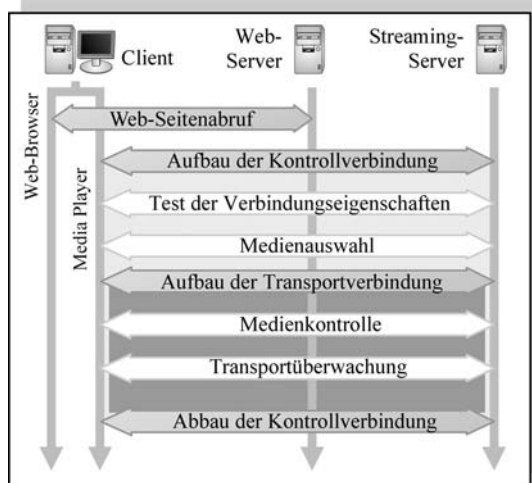 Client
Web-
Server
Streaming-
Server
Web-Browser
Media Player
Web-Seitenabruf
Aufbau der Kontrollverbindung
Test der Verbindungseigenschaften
Medienauswahl
Aufbau der Transportverbindung
Medienkontrolle
Transportüberwachung
Abbau der Kontrollverbindung